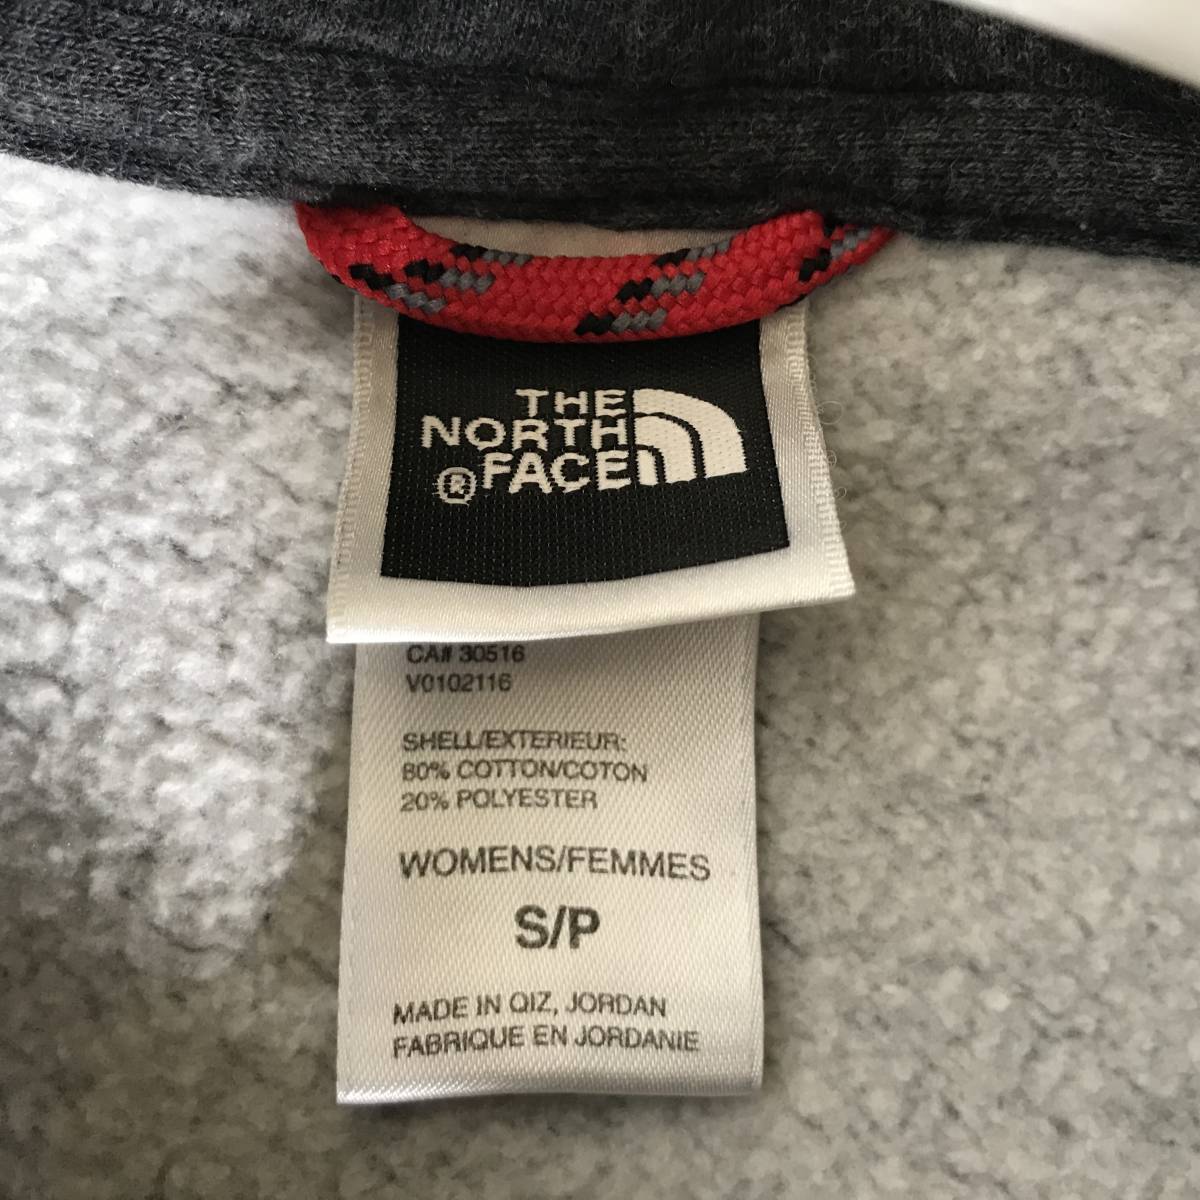 THE
NORTH
® FACE
CA# 30516
V0102116
SHELL/EXTERIEUR:
80% COTTON/COTON
20% POLYESTER
WOMENS/FEMMES
S/P
MADE IN QIZ, JORDAN
FABRIQUE EN JORDANIE